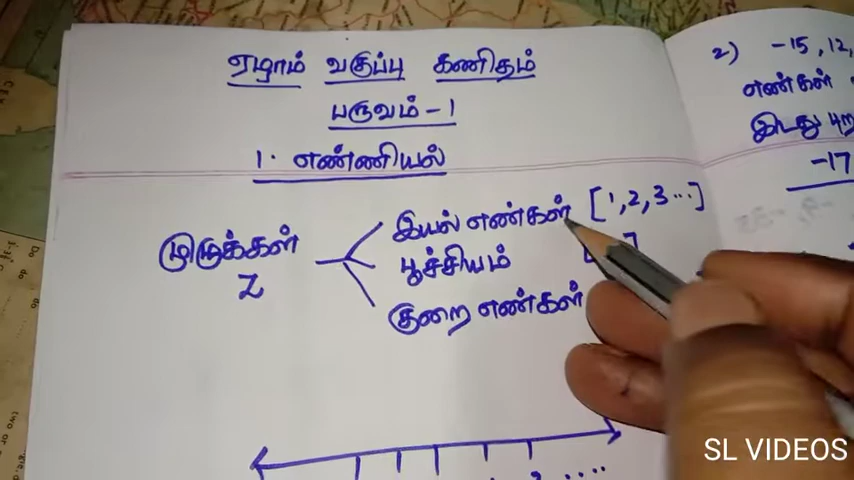 ஏழாம் வகுப்பு கணிதம்
பருவம் - 1
1. எண்ணியல்
முழுக்கள்
Z
இயல் எண்கள் [1,2,3...]
பூச்சியம்
குறை எண்கள்
2) -15, 12,
எண்கள்
இடது
-17
SL VIDEOS